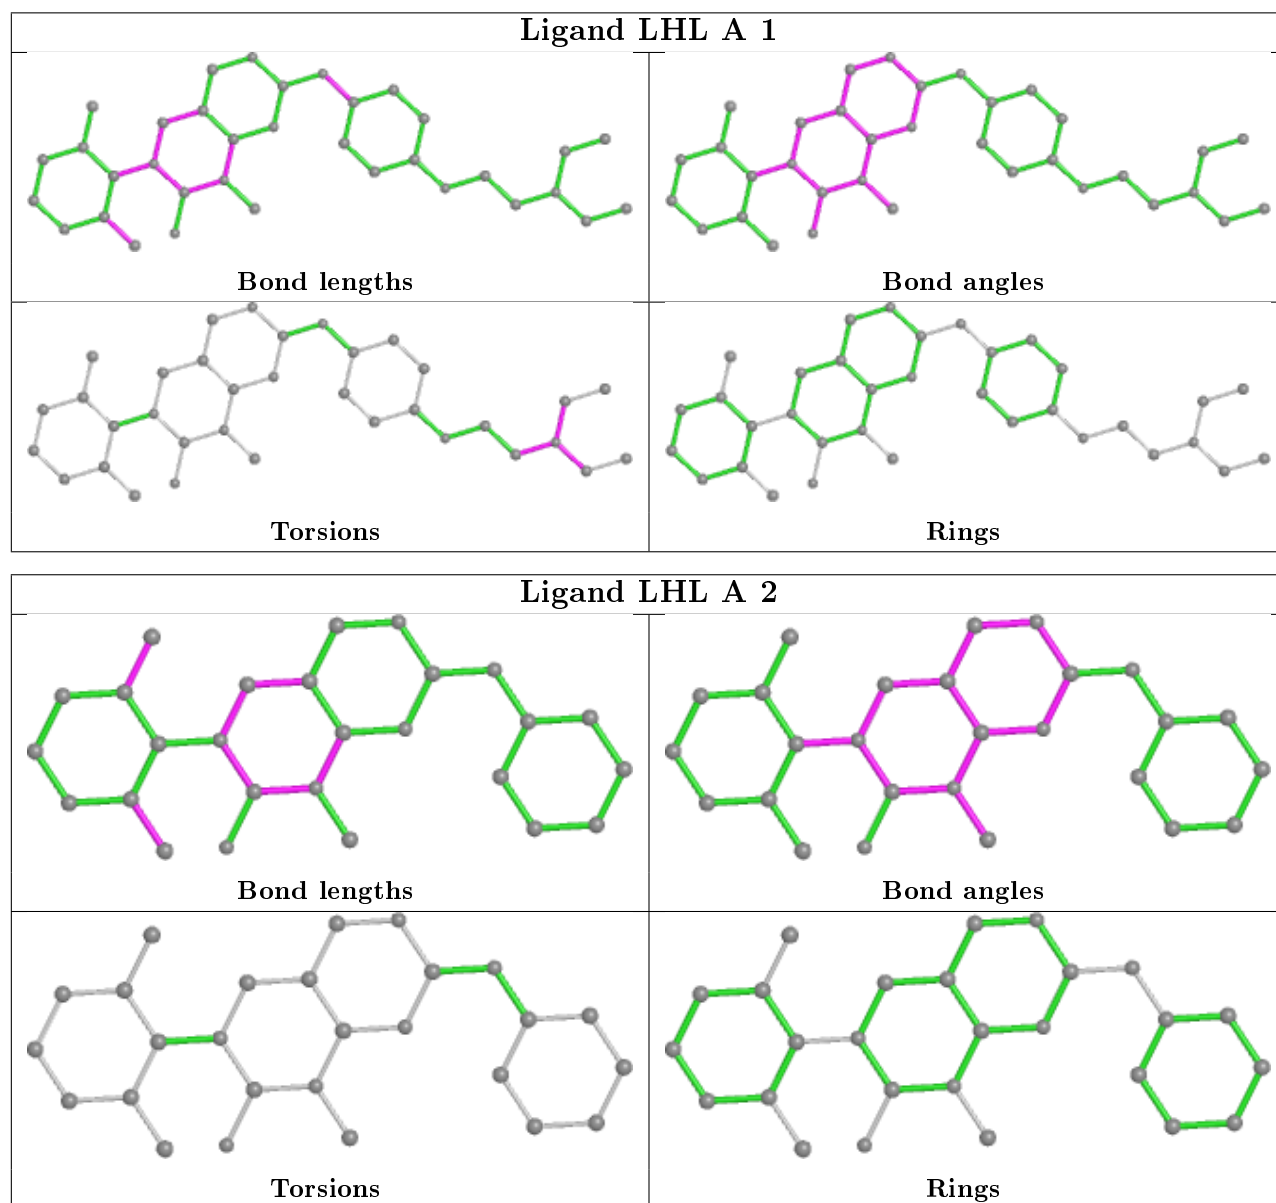 Ligand LHL A 1
Bond lengths
Bond angles
Torsions
Rings
Ligand LHL A 2
Bond lengths
Bond angles
Torsions
Rings